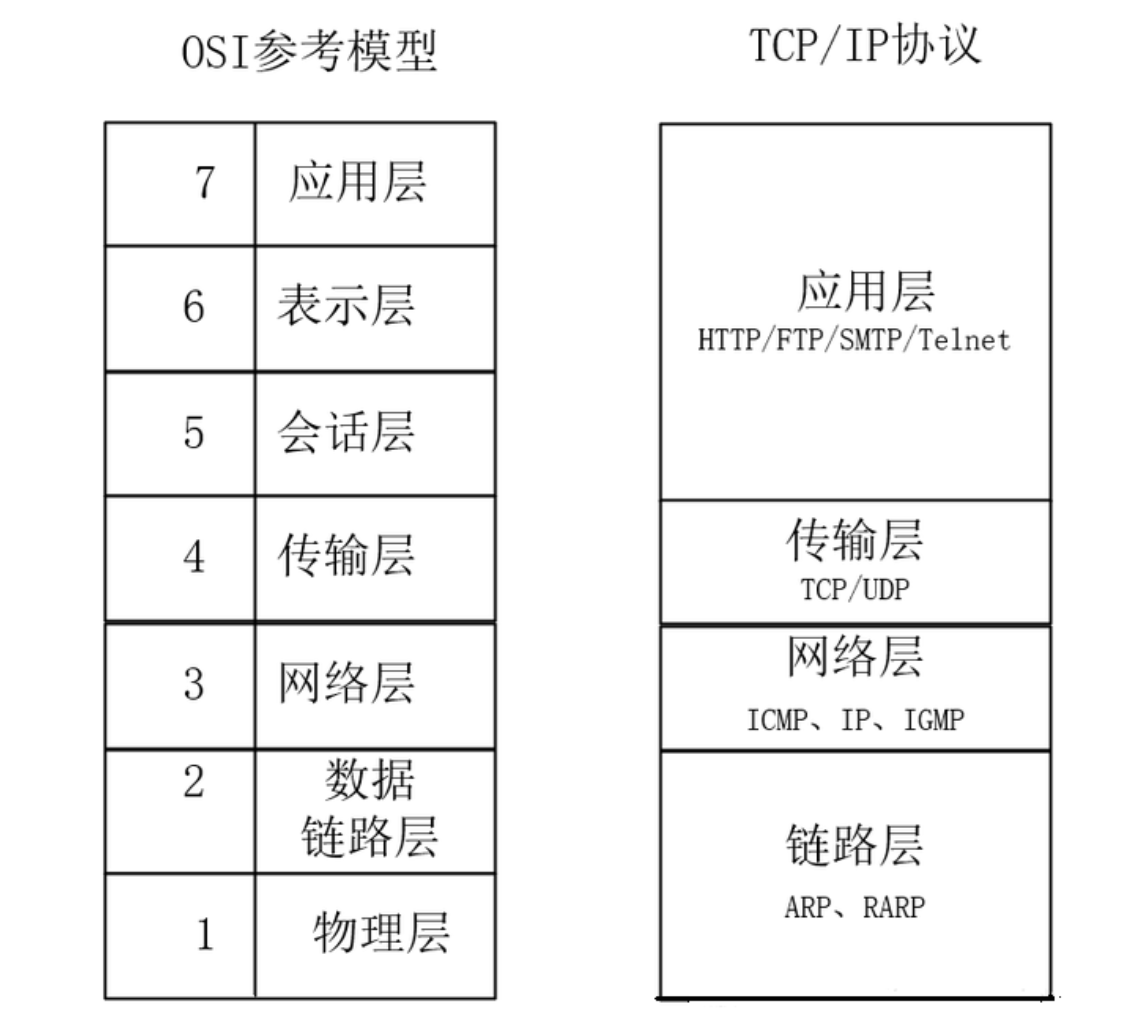 OSI参考模型
7 应用层
6 表示层
5 会话层
4 传输层
3 网络层
2 数据
链路层
1 物理层
TCP/IP协议
应用层
HTTP/FTP/SMTP/Telnet
传输层
TCP/UDP
网络层
ICMP、IP、IGMP
链路层
ARP、RARP